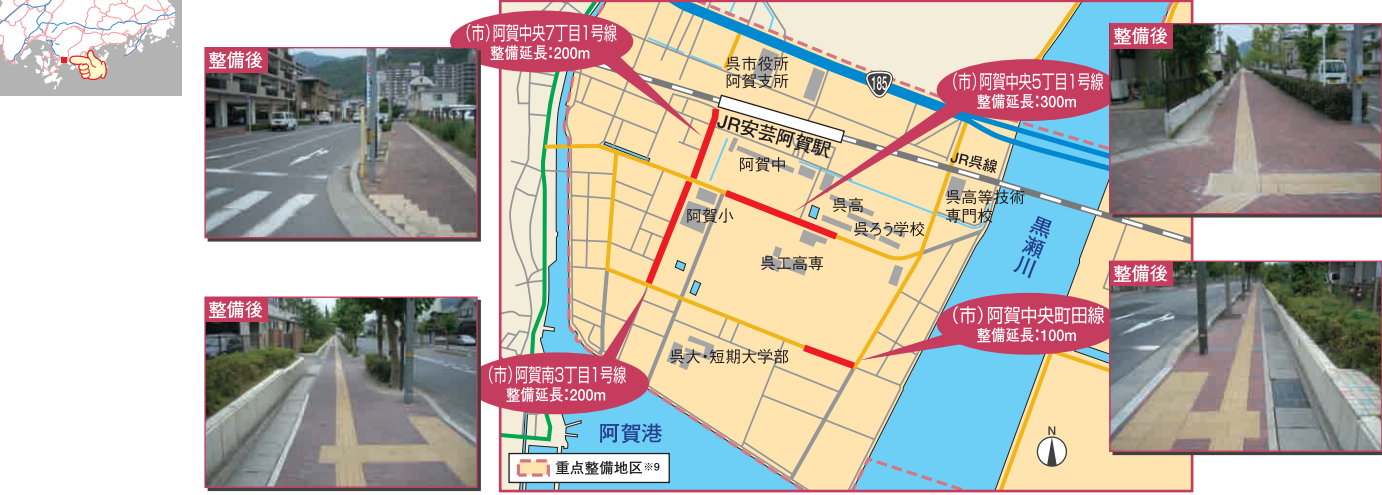 (市)阿賀中央7丁目1号線
整備延長:200m
整備後
呉市役所
阿賀支所
185
(市)阿賀中央5丁目1号線
整備延長:300m
整備後
JR安芸阿賀駅
JR呉線
阿賀中
呉高
呉高等技術
専門校
阿賀小
呉ろう学校
黒瀬川
呉工高専
整備後
整備後
(市)阿賀中央町田線
整備延長:100m
呉大・短期大学部
(市)阿賀南3丁目1号線
整備延長:200m
阿賀港
N
重点整備地区※9